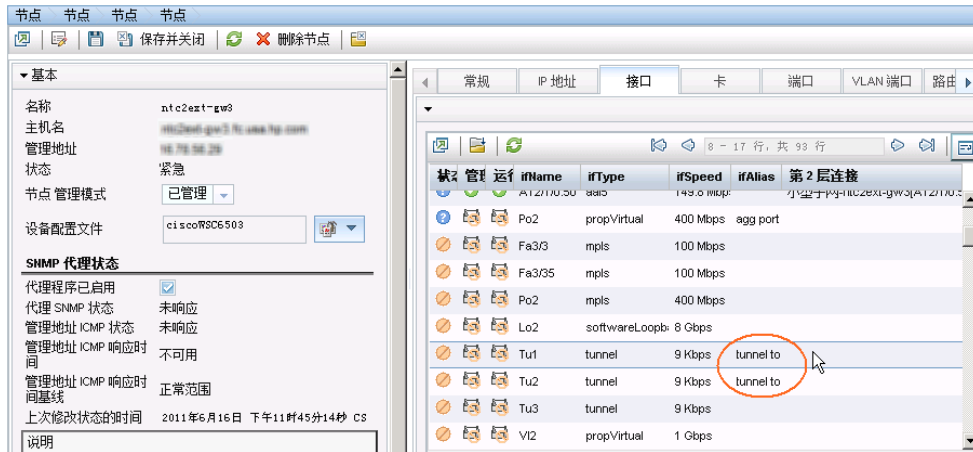 节点 节点 节点 节点
保存并关闭 删除节点
基本
名称 ntc2ext-gw3
主机名
管理地址
状态 紧急
节点 管理模式 已管理
设备配置文件 ciscoWSC6503
SNMP 代理状态
代理程序已启用
代理 SNMP 状态 未响应
管理地址 ICMP 状态 未响应
管理地址 ICMP 响应时
间 不可用
管理地址 ICMP 响应时
间基线 正常范围
上次修改状态的时间 2011年6月16日 下午11时45分14秒 CS
说明
常规 IP 地址 接口 卡 端口 VLAN 端口 路由
8 - 17 行, 共 93 行
状态 管理 运行 ifName ifType ifSpeed ifAlias 第 2 层连接
aal5 149.6 Mbp:
Po2 propVirtual 400 Mbps agg port
Fa3/3 mpls 100 Mbps
Fa3/35 mpls 100 Mbps
Po2 mpls 400 Mbps
Lo2 softwareLoopb: 8 Gbps
Tu1 tunnel 9 Kbps tunnel to
Tu2 tunnel 9 Kbps tunnel to
Tu3 tunnel 9 Kbps
Vl2 propVirtual 1 Gbps